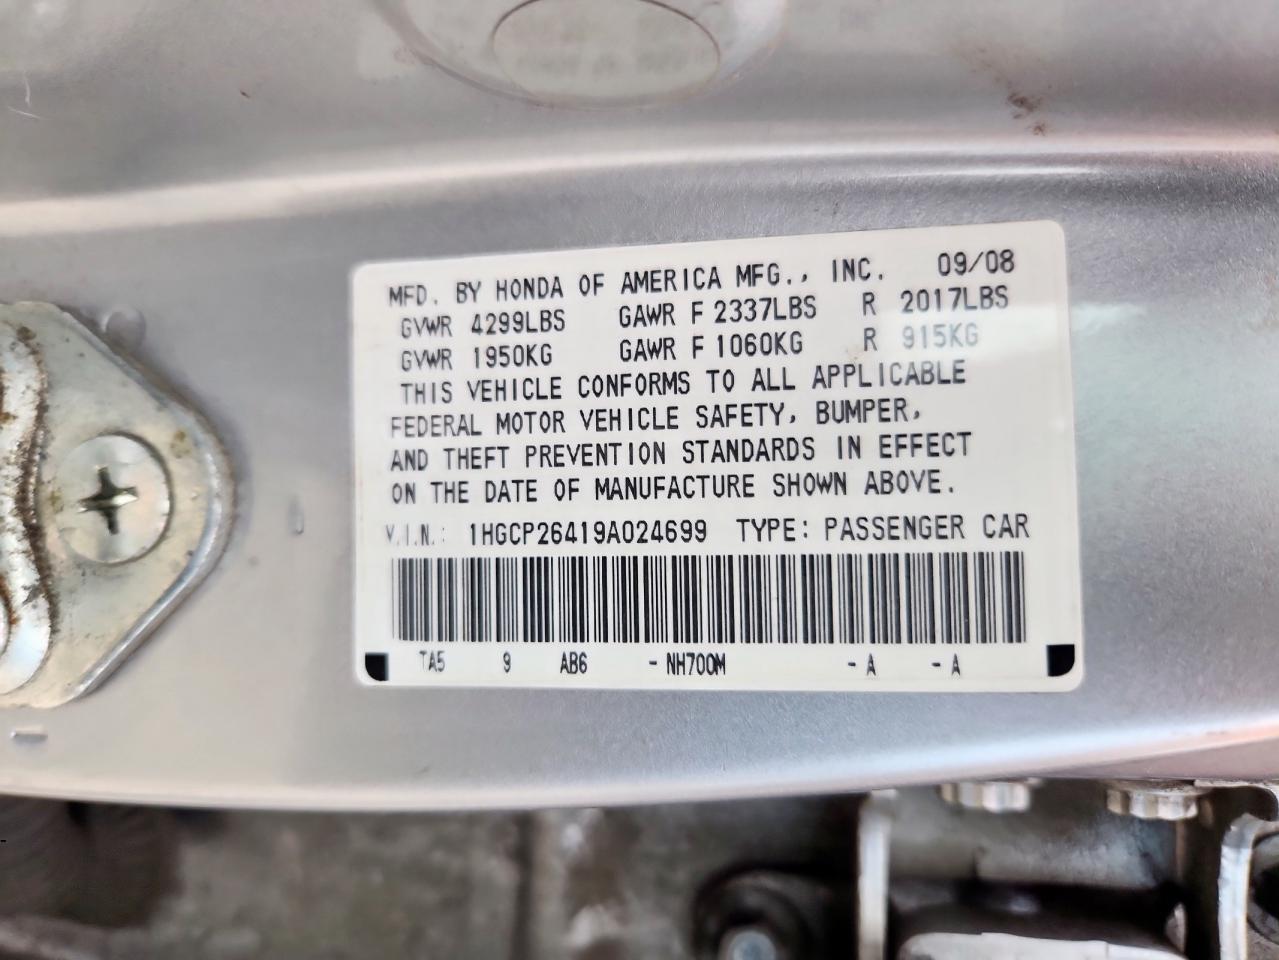 MFD. BY HONDA OF AMERICA MFG., INC. 09/08
GVWR 4299LBS GAWR F 2337LBS R 2017LBS
GVWR 1950KG GAWR F 1060KG R 915KG
THIS VEHICLE CONFORMS TO ALL APPLICABLE
FEDERAL MOTOR VEHICLE SAFETY, BUMPER,
AND THEFT PREVENTION STANDARDS IN EFFECT
ON THE DATE OF MANUFACTURE SHOWN ABOVE.
V.I.N.: 1HGCP26419A024699 TYPE: PASSENGER CAR
TA5 9 AB6 - NH700M - A - A